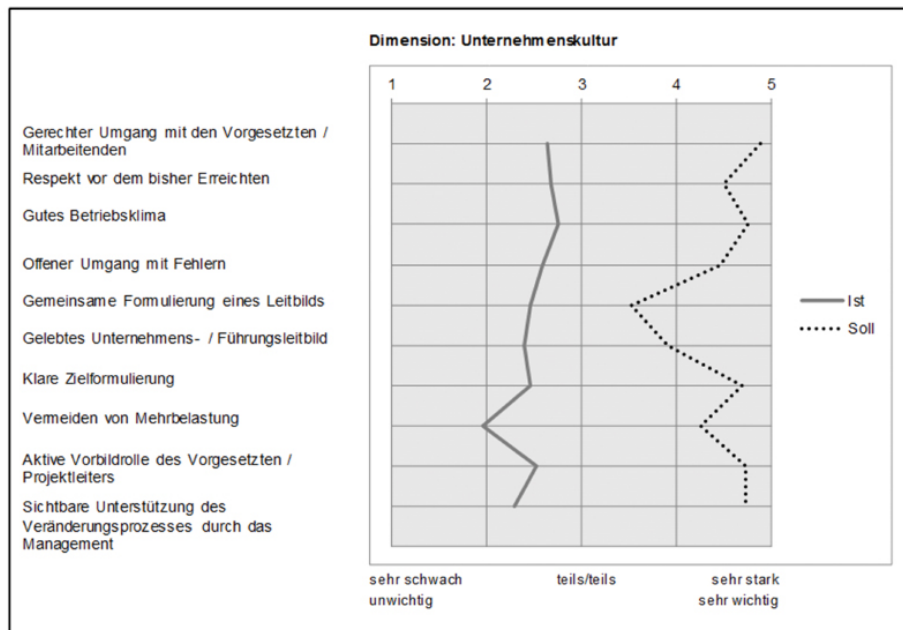 Dimension: Unternehmenskultur
1 2 3 4 5
Gerechter Umgang mit den Vorgesetzten /
Mitarbeitenden
Respekt vor dem bisher Erreichten
Gutes Betriebsklima
Offener Umgang mit Fehlern
Gemeinsame Formulierung eines Leitbilds
Gelebtes Unternehmens- / Führungsleitbild
Klare Zielformulierung
Vermeiden von Mehrbelastung
Aktive Vorbildrolle des Vorgesetzten /
Projektleiters
Sichtbare Unterstützung des
Veränderungsprozesses durch das
Management
Ist
Soll
sehr schwach teils/teils sehr stark
unwichtig sehr wichtig